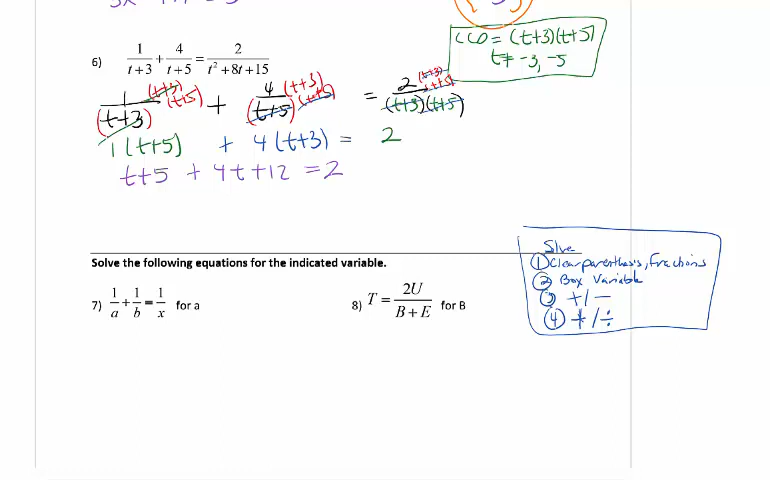 LCD = (t+3)(t+5)
t≠ -3, -5
6) 1/(t+3) + 4/(t+5) = 2/(t² + 8t + 15)
1(t+3)(t+5)/(t+3) + 4(t+3)(t+5)/(t+5) = 2(t+3)(t+5)/(t+3)(t+5)
1(t+5) + 4(t+3) = 2
t+5 + 4t+12 = 2
Solve the following equations for the indicated variable.
7) 1/a + 1/b = 1/x for a
8) T = 2U/(B + E) for B
Solve
① Clear parenthesis, Fractions
② Box Variable
③ +/−
④ */÷